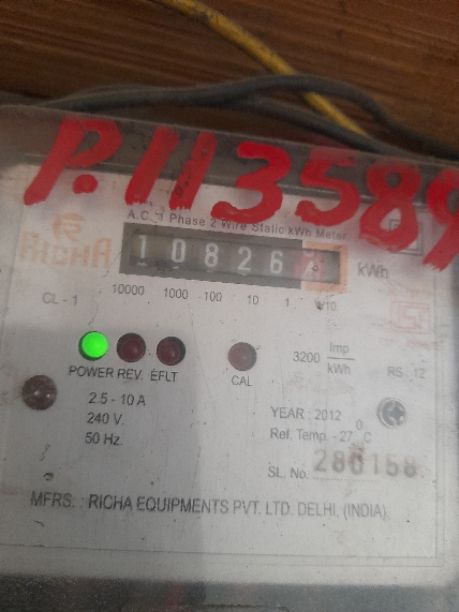 P.113589
A.C. 1 Phase 2 Wire Static kWh Meter
RICHA
10826
kWh
CL - 1
10000 1000 100 10 1 1/10
POWER REV. EFLT
CAL
3200 Imp/kWh
RS : 12
2.5 - 10 A
240 V.
50 Hz.
YEAR : 2012
Ref. Temp. - 27 °C
SL. No. 280158
MFRS. : RICHA EQUIPMENTS PVT. LTD. DELHI, (INDIA)